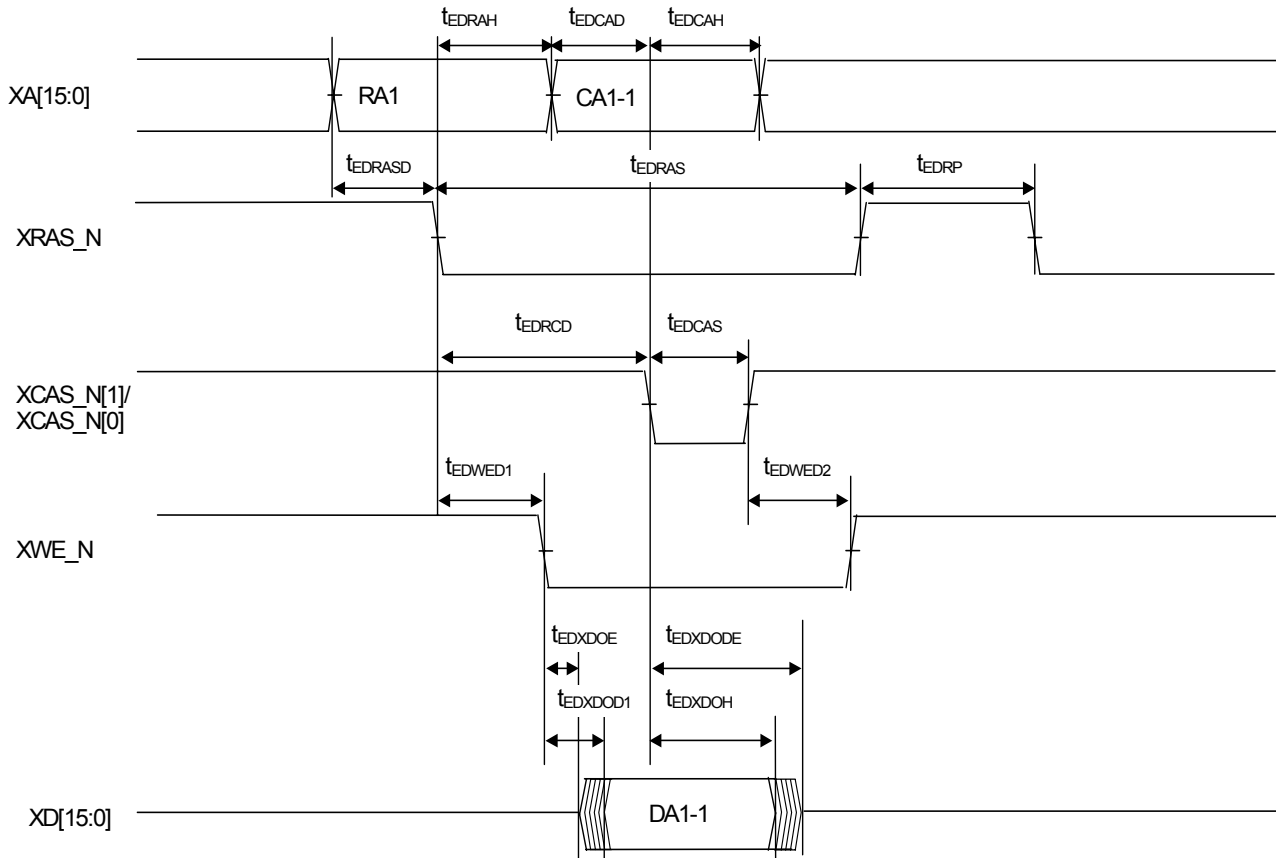 tEDRAH tEDCAD tEDCAH
XA[15:0] RA1 CA1-1
tEDRASD tEDRAS tEDRP
XRAS_N
tEDRCD tEDCAS
XCAS_N[1]/
XCAS_N[0]
tEDWED1 tEDWED2
XWE_N
tEDXDOE tEDXDODE
tEDXDOD1 tEDXDOH
XD[15:0] DA1-1